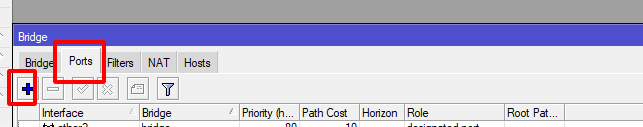 Bridge
Bridge Ports Filters NAT Hosts
Interface Bridge Priority (h... Path Cost Horizon Role Root Pat...
bridge 80 10 designated port